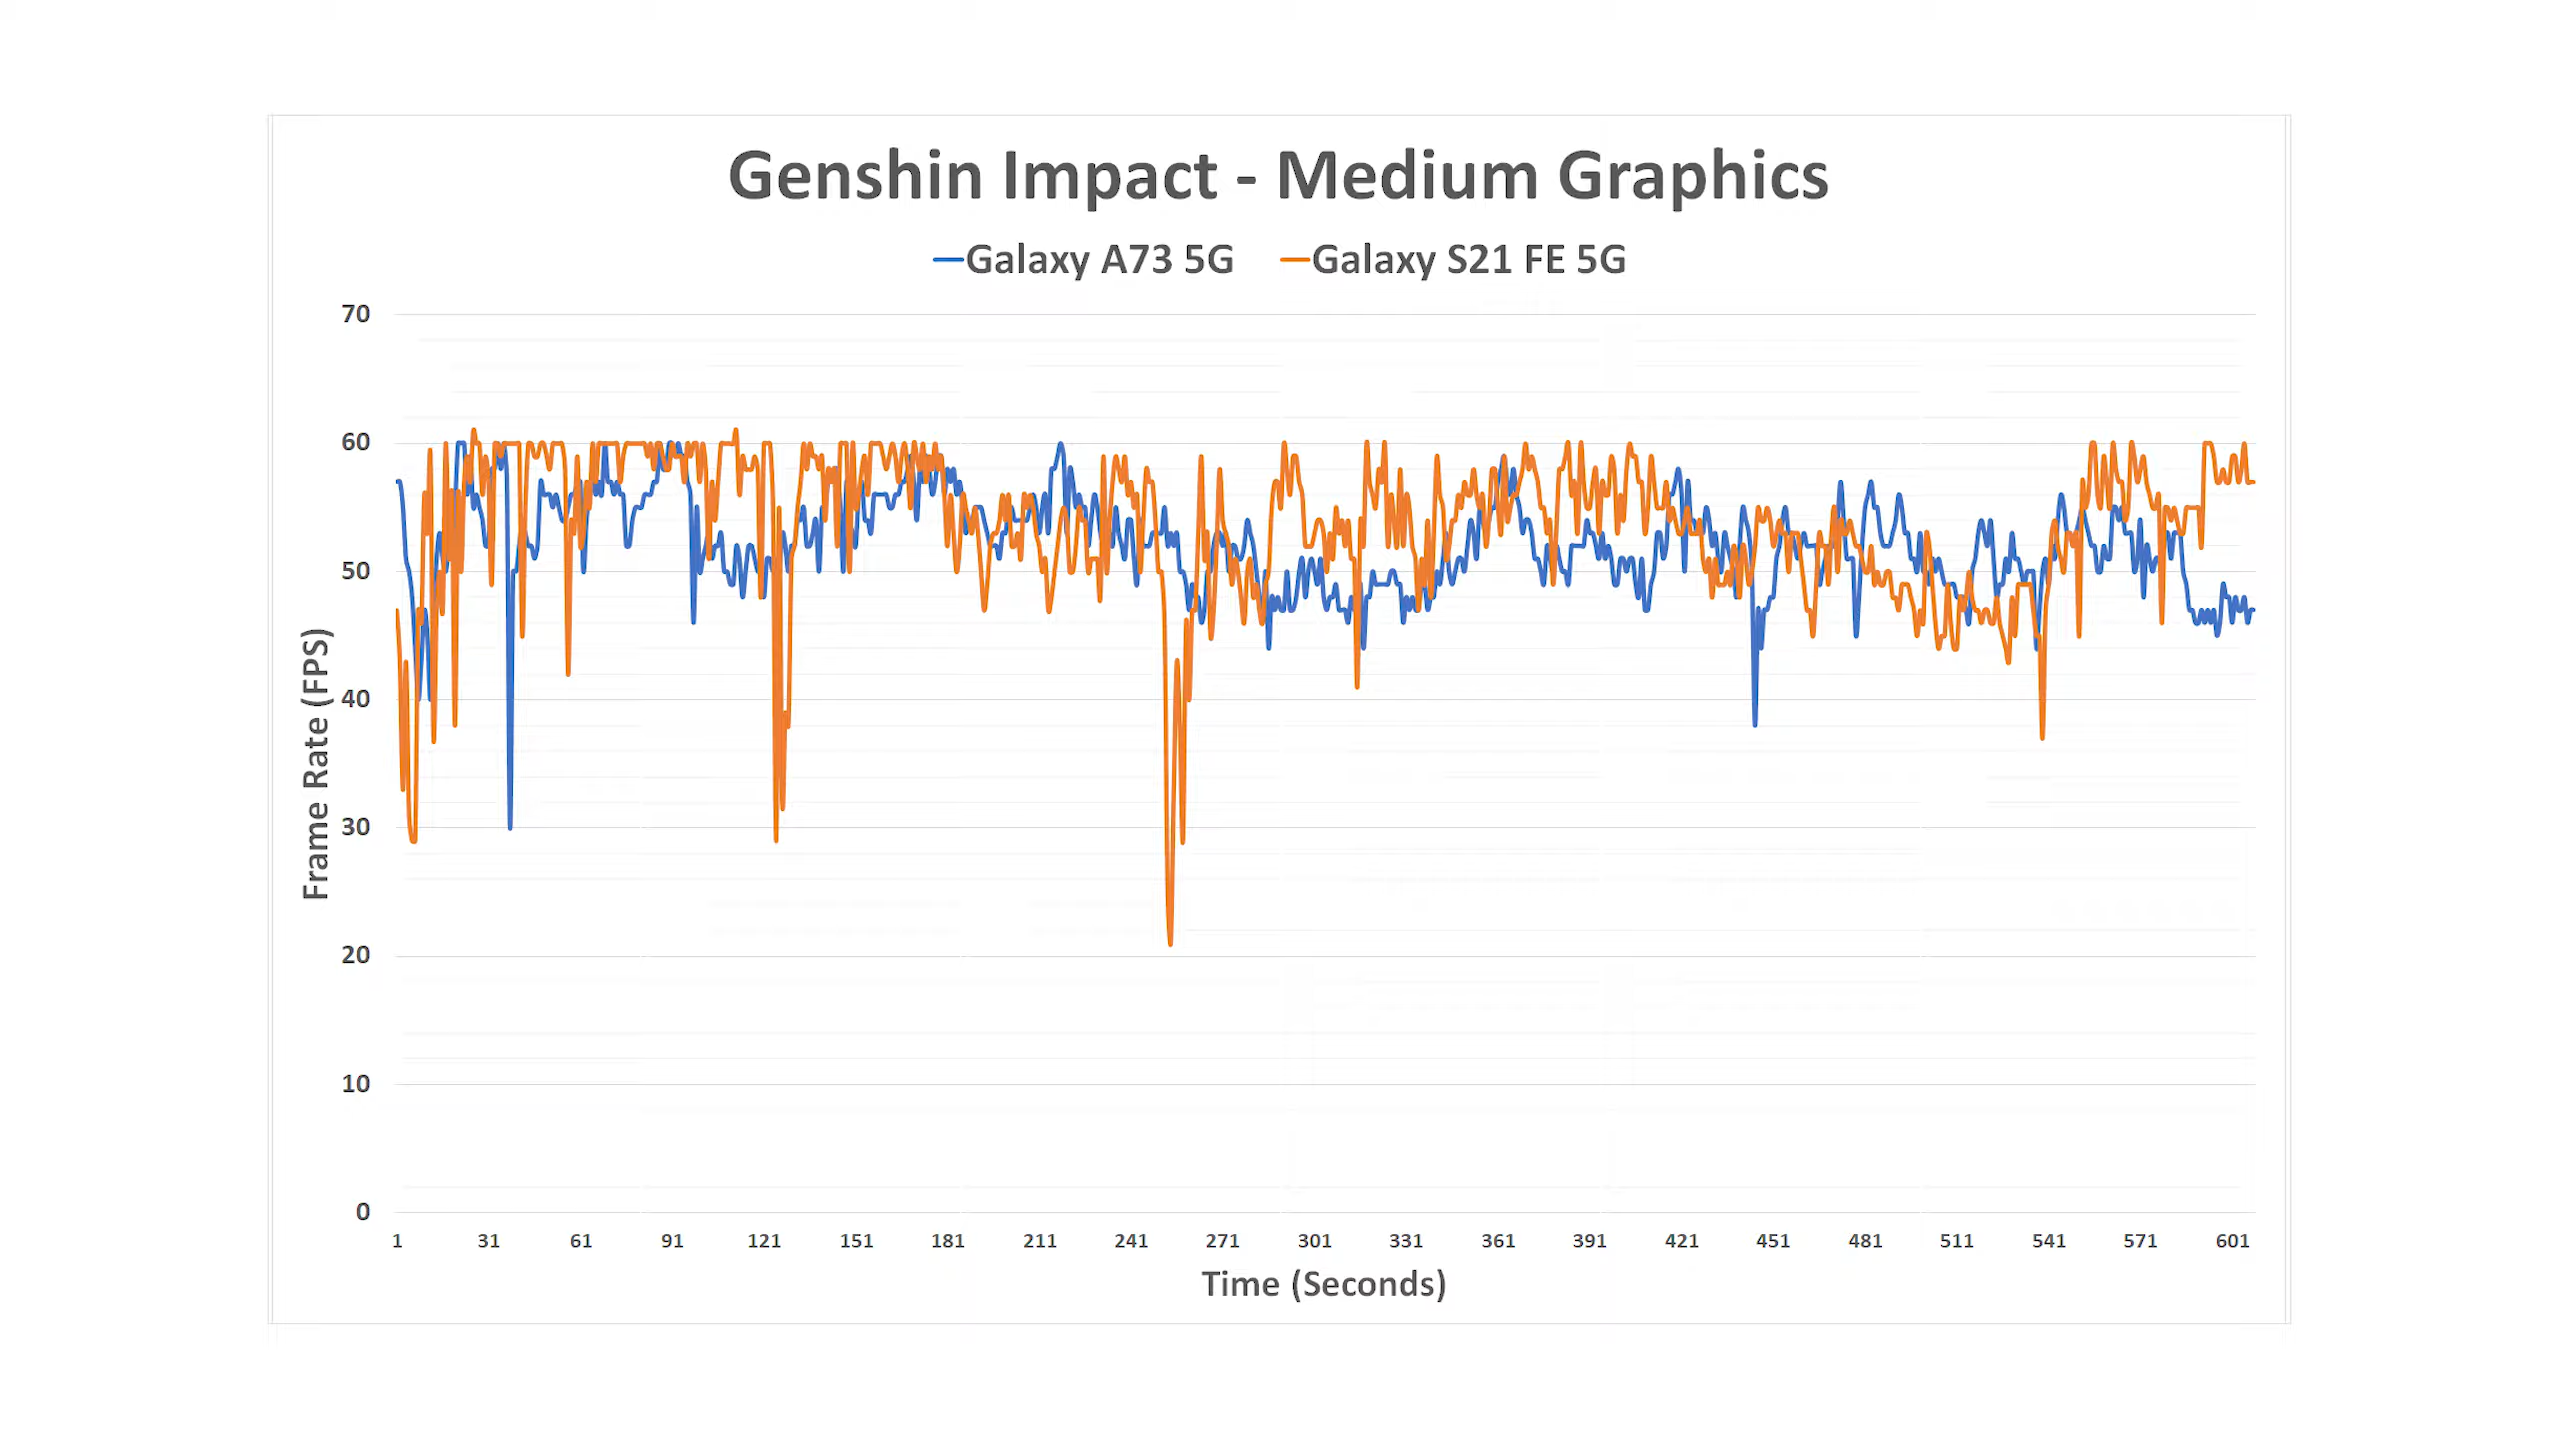 Genshin Impact - Medium Graphics
Galaxy A73 5G Galaxy S21 FE 5G
70
60
50
40
30
20
10
0
Frame Rate (FPS)
1 31 61 91 121 151 181 211 241 271 301 331 361 391 421 451 481 511 541 571 601
Time (Seconds)